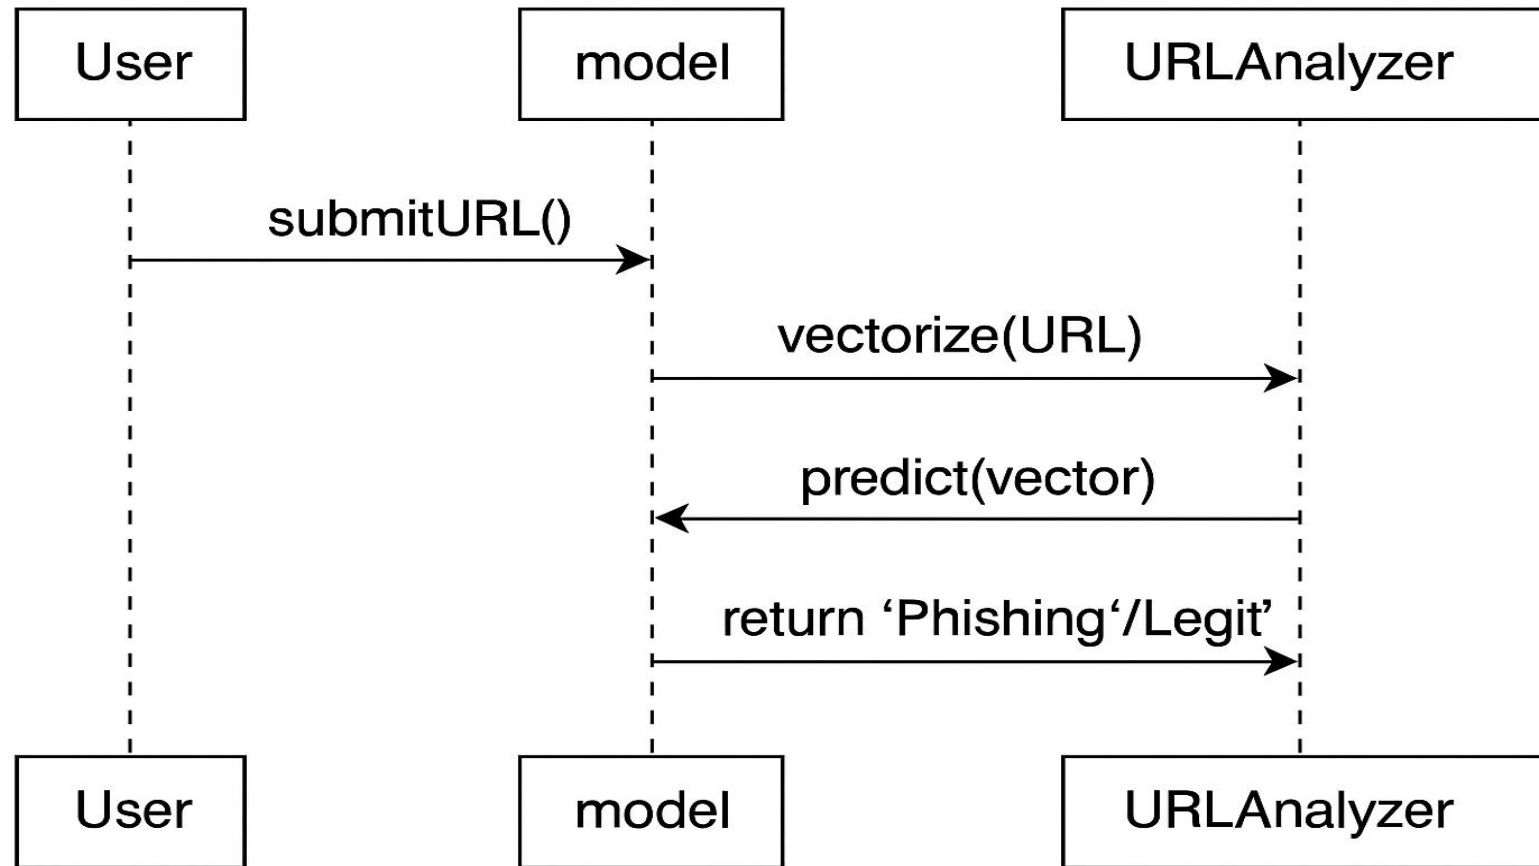 User
model
URLAnalyzer
submitURL()
vectorize(URL)
predict(vector)
return ‘Phishing‘/Legit’
User
model
URLAnalyzer